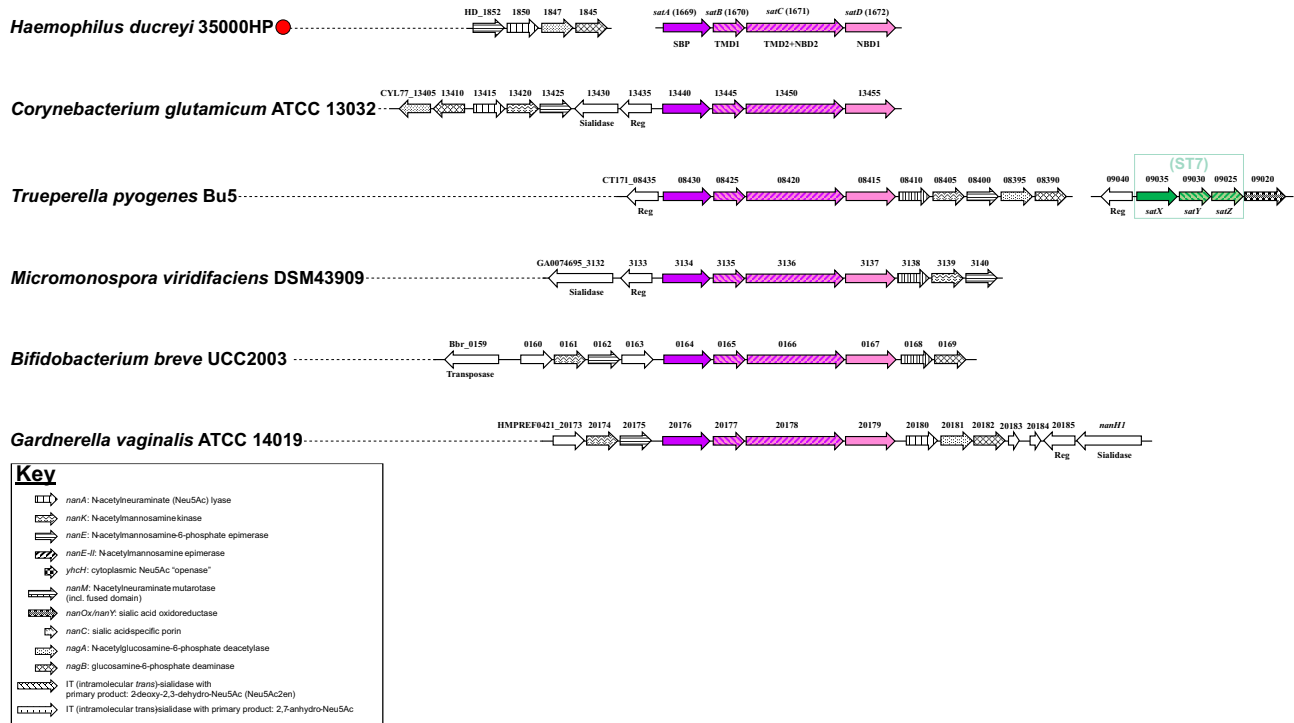 HD_1852 1850 1847 1845 satA (1669) satB (1670) satC (1671) satD (1672)
Haemophilus ducreyi 35000HP
SBP TMD1 TMD2+NBD2 NBD1
CYL77_13405 13410 13415 13420 13425 13430 13435 13440 13445 13450 13455
Corynebacterium glutamicum ATCC 13032
Sialidase Reg
(ST7)
CT171_08435 08430 08425 08420 08415 08410 08405 08400 08395 08390 09040 09035 09030 09025 09020
Trueperella pyogenes Bu5
Reg Reg satX satY satZ
GA0074695_3132 3133 3134 3135 3136 3137 3138 3139 3140
Micromonospora viridifaciens DSM43909
Sialidase Reg
Bbr_0159 0160 0161 0162 0163 0164 0165 0166 0167 0168 0169
Bifidobacterium breve UCC2003
Transposase
HMPREF0421_20173 20174 20175 20176 20177 20178 20179 20180 20181 20182 20183 20184 20185 nanH1
Gardnerella vaginalis ATCC 14019
Reg Sialidase
Key
nanA: N-acetylneuraminate (Neu5Ac) lyase
nanK: N-acetylmannosamine kinase
nanE: N-acetylmannosamine-6-phosphate epimerase
nanE-II: N-acetylmannosamine epimerase
yhcH: cytoplasmic Neu5Ac "openase"
nanM: N-acetylneuraminate mutarotase
(incl. fused domain)
nanOx/nanY: sialic acid oxidoreductase
nanC: sialic acid-specific porin
nagA: N-acetylglucosamine-6-phosphate deacetylase
nagB: glucosamine-6-phosphate deaminase
IT (intramolecular trans)-sialidase with
primary product: 2-deoxy-2,3-dehydro-Neu5Ac (Neu5Ac2en)
IT (intramolecular trans)-sialidase with primary product: 2,7-anhydro-Neu5Ac